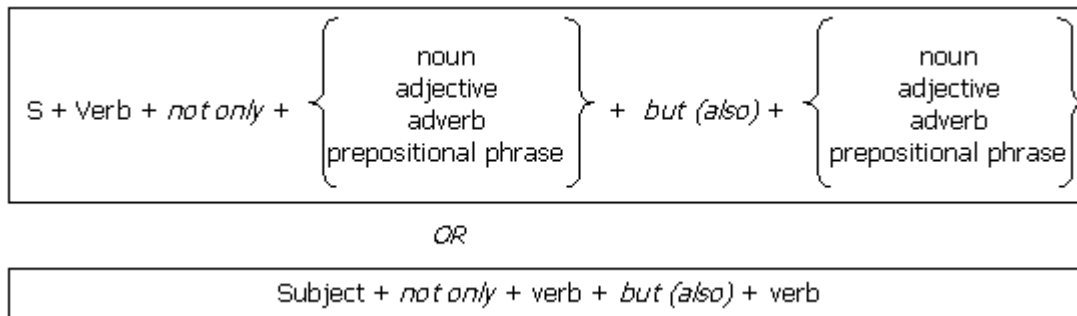 noun noun
adjective adjective
S + Verb + not only + adverb + but (also) + adverb
prepositional phrase prepositional phrase
OR
Subject + not only + verb + but (also) + verb